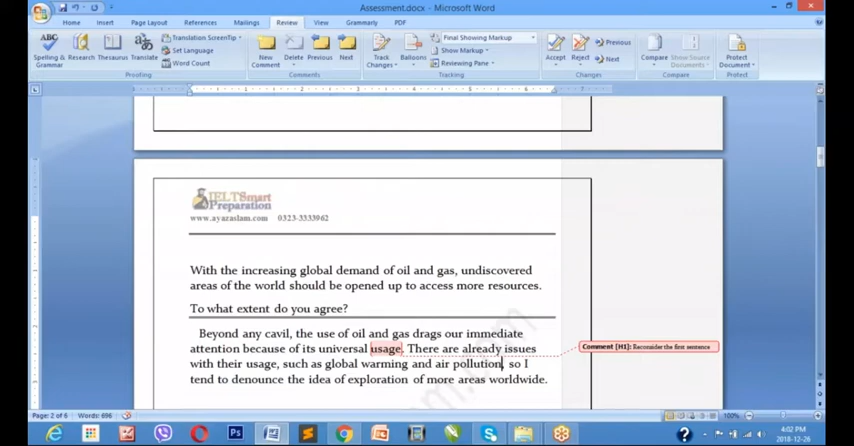 Assessment.docx - Microsoft Word
Home Insert Page Layout References Mailings Review View Grammarly PDF
Spelling & Grammar
Research
Thesaurus
Translate
Translation ScreenTip
Set Language
Word Count
Proofing
New Comment
Delete
Previous
Next
Comments
Track Changes
Balloons
Final Showing Markup
Show Markup
Reviewing Pane
Tracking
Accept
Reject
Previous
Next
Changes
Compare
Show Source Documents
Compare
Protect Document
Protect
IELTSmart
Preparation
www.ayazaslam.com 0323-3333962
With the increasing global demand of oil and gas, undiscovered
areas of the world should be opened up to access more resources.
To what extent do you agree?
Beyond any cavil, the use of oil and gas drags our immediate
attention because of its universal usage. There are already issues
with their usage, such as global warming and air pollution, so I
tend to denounce the idea of exploration of more areas worldwide.
Comment [H1]: Reconsider the first sentence
Page: 2 of 6 Words: 696
100%
4:02 PM
2018-12-26